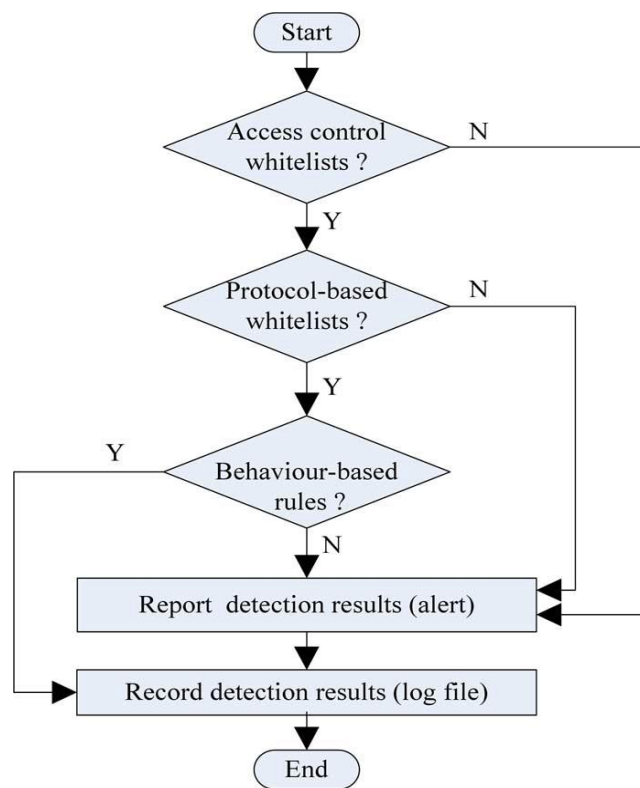 Start
Access control
whitelists ?
N
Y
Protocol-based
whitelists ?
N
Y
Y
Behaviour-based
rules ?
N
Report detection results (alert)
Record detection results (log file)
End